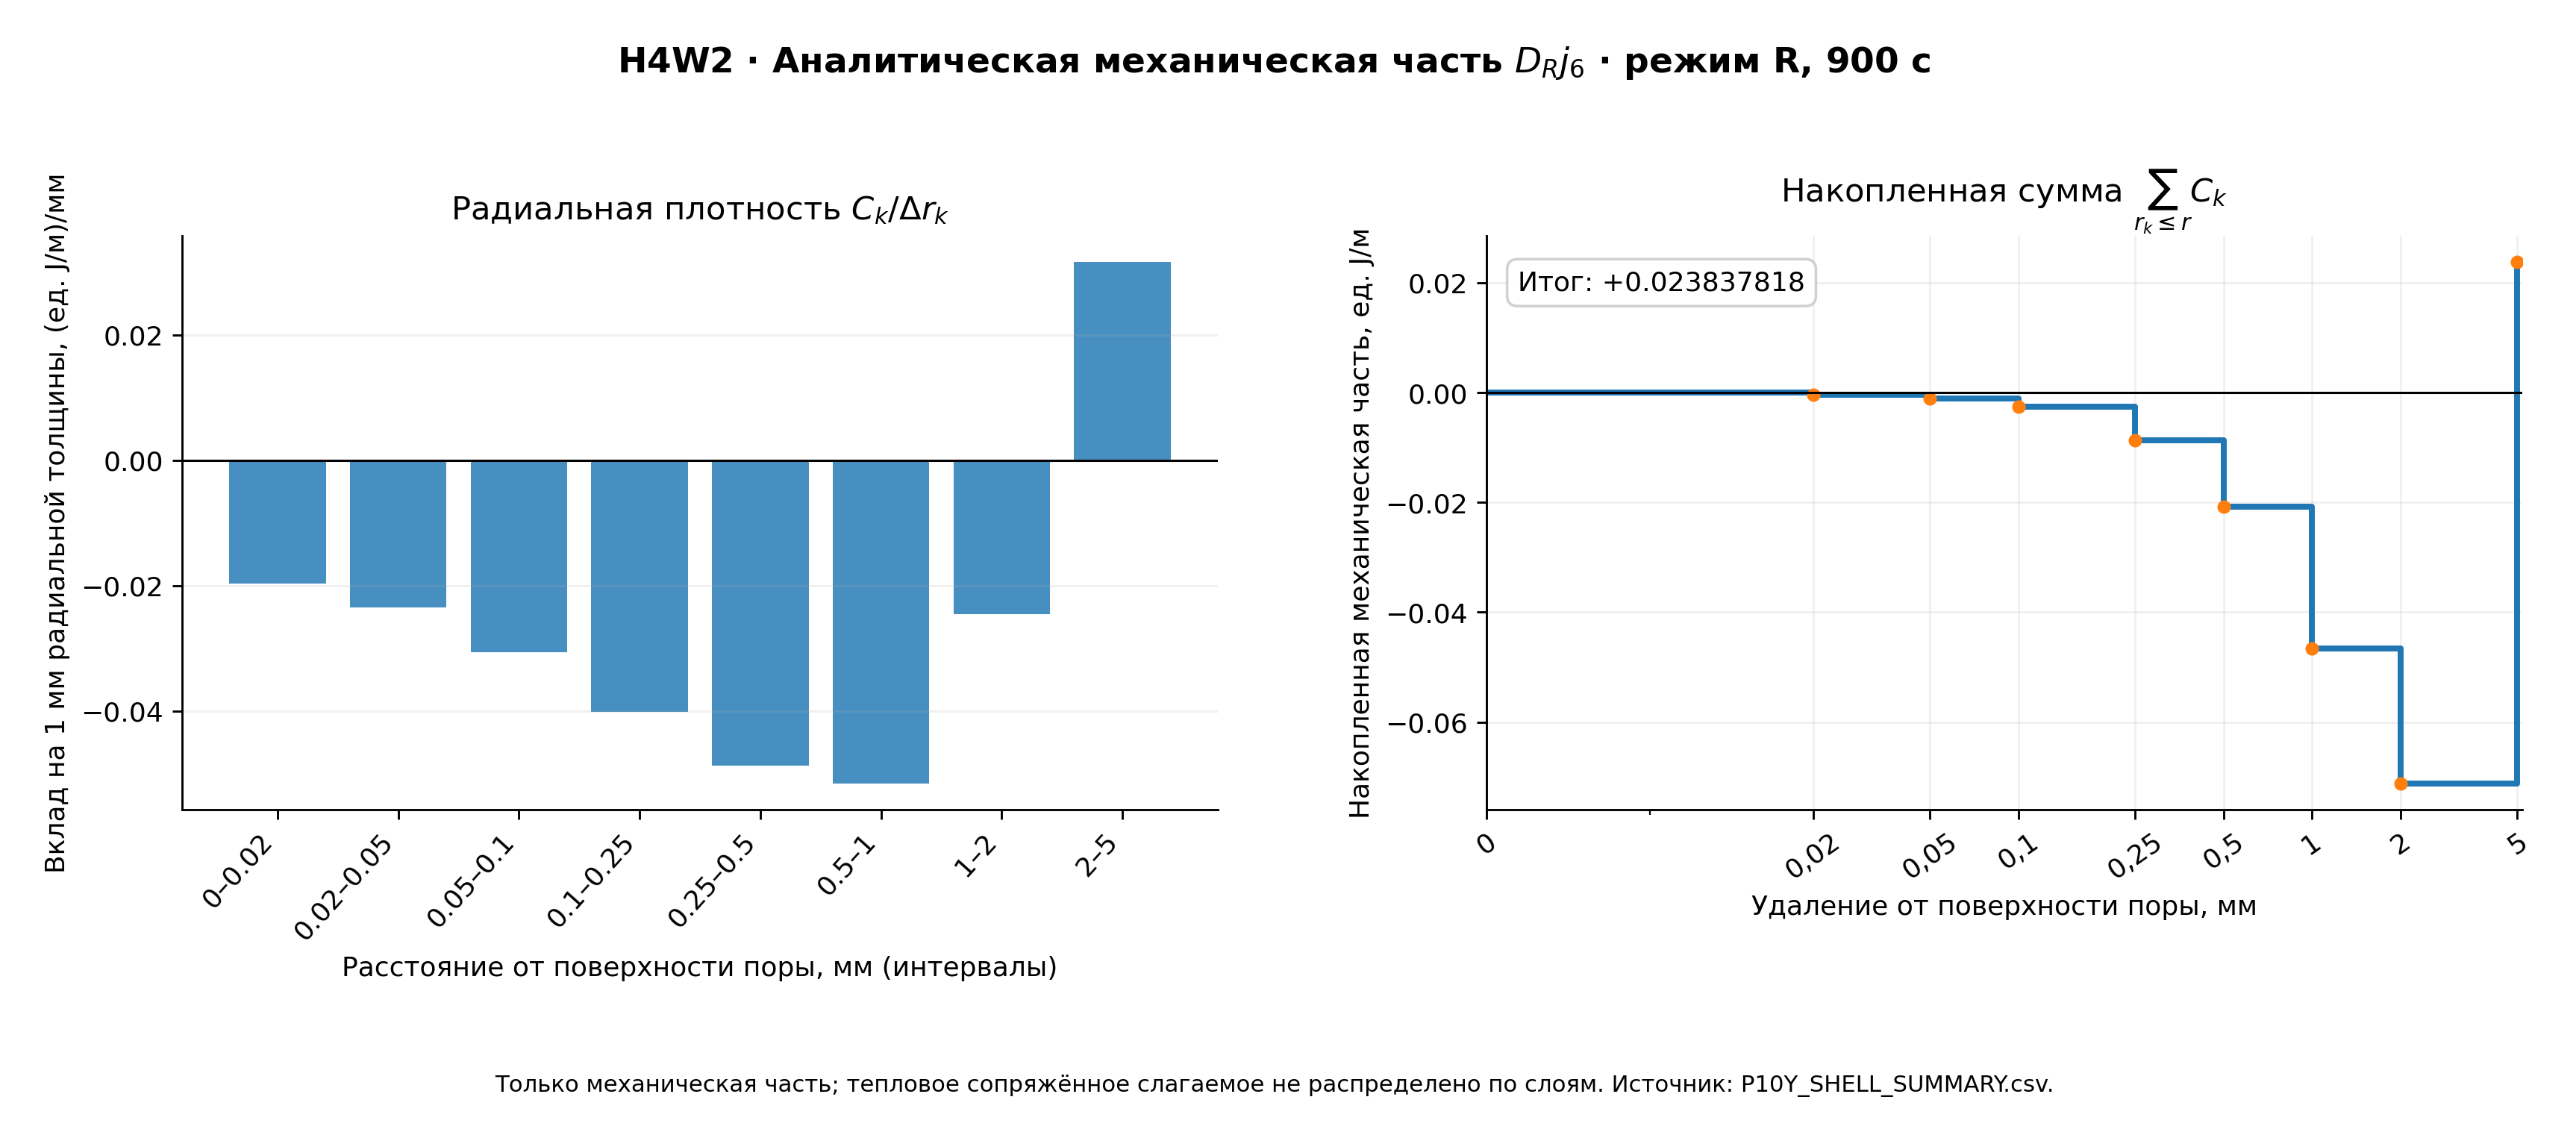 H4W2 · Аналитическая механическая часть $D_R j_6$ · режим R, 900 с
Радиальная плотность $C_k/\Delta r_k$
Вклад на 1 мм радиальной толщины, (ед. J/м)/мм
0.02
0.00
−0.02
−0.04
0–0.02
0.02–0.05
0.05–0.1
0.1–0.25
0.25–0.5
0.5–1
1–2
2–5
Расстояние от поверхности поры, мм (интервалы)
Накопленная сумма $\sum_{r_k \leq r} C_k$
Накопленная механическая часть, ед. J/м
Итог: +0.023837818
0.02
0.00
−0.02
−0.04
−0.06
0
0,02
0,05
0,1
0,25
0,5
1
2
5
Удаление от поверхности поры, мм
Только механическая часть; тепловое сопряжённое слагаемое не распределено по слоям. Источник: P10Y_SHELL_SUMMARY.csv.